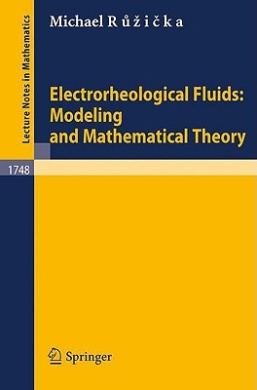 Michael Růžička
Lecture Notes in Mathematics
1748
Electrorheological Fluids:
Modeling
and Mathematical Theory
Springer